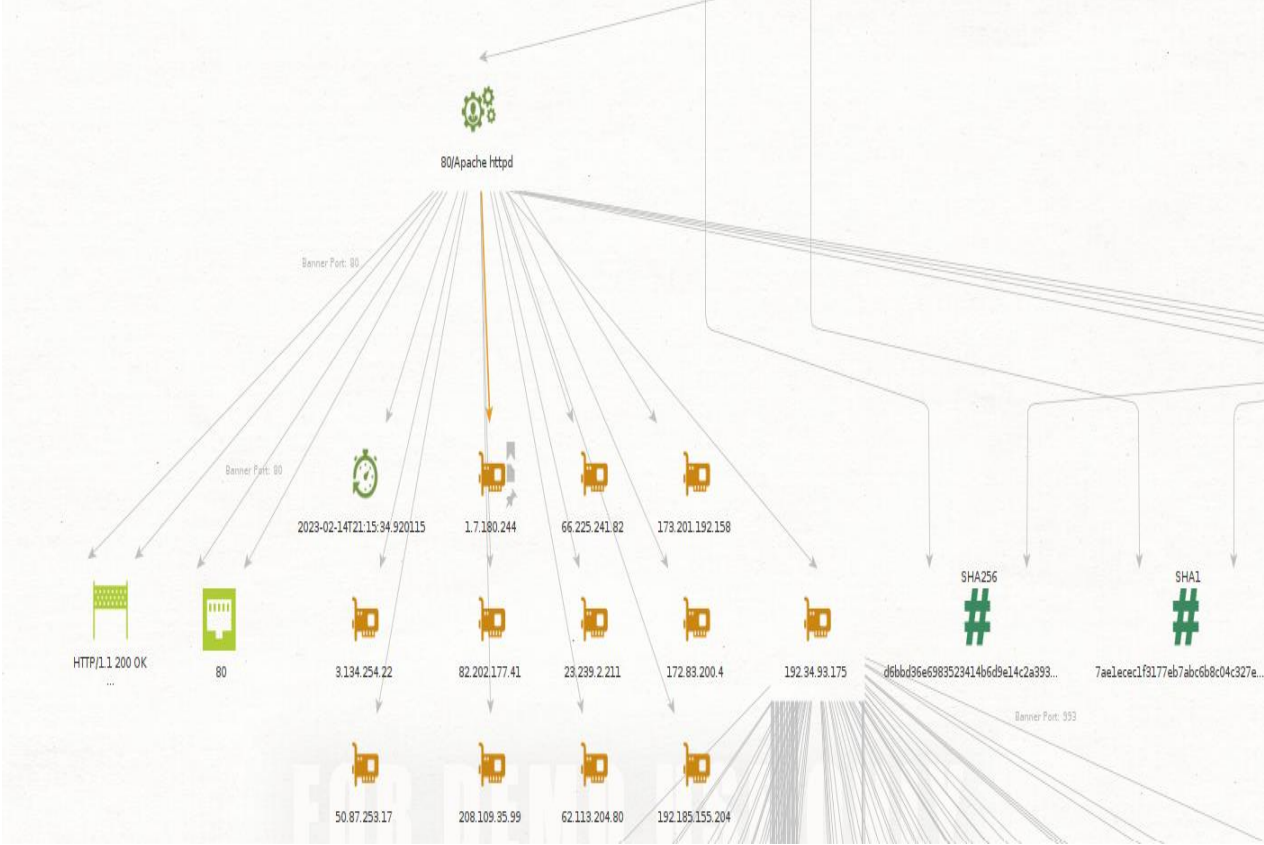 80/Apache httpd
Banner Port: 80
Banner Port: 80
2023-02-14T21:15:34.920115
1.7.180.244
66.225.241.82
173.201.192.158
SHA256
SHA1
HTTP/1.1 200 OK
...
80
3.134.254.22
82.202.177.41
23.239.2.211
172.83.200.4
192.34.93.175
d6bbd36e6983523414b6d9e14c2a393...
7ae1ecec1f3177eb7abc6b8c04c327e...
Banner Port: 993
50.87.253.17
208.109.35.99
62.113.204.80
192.185.155.204
FOR DEMO